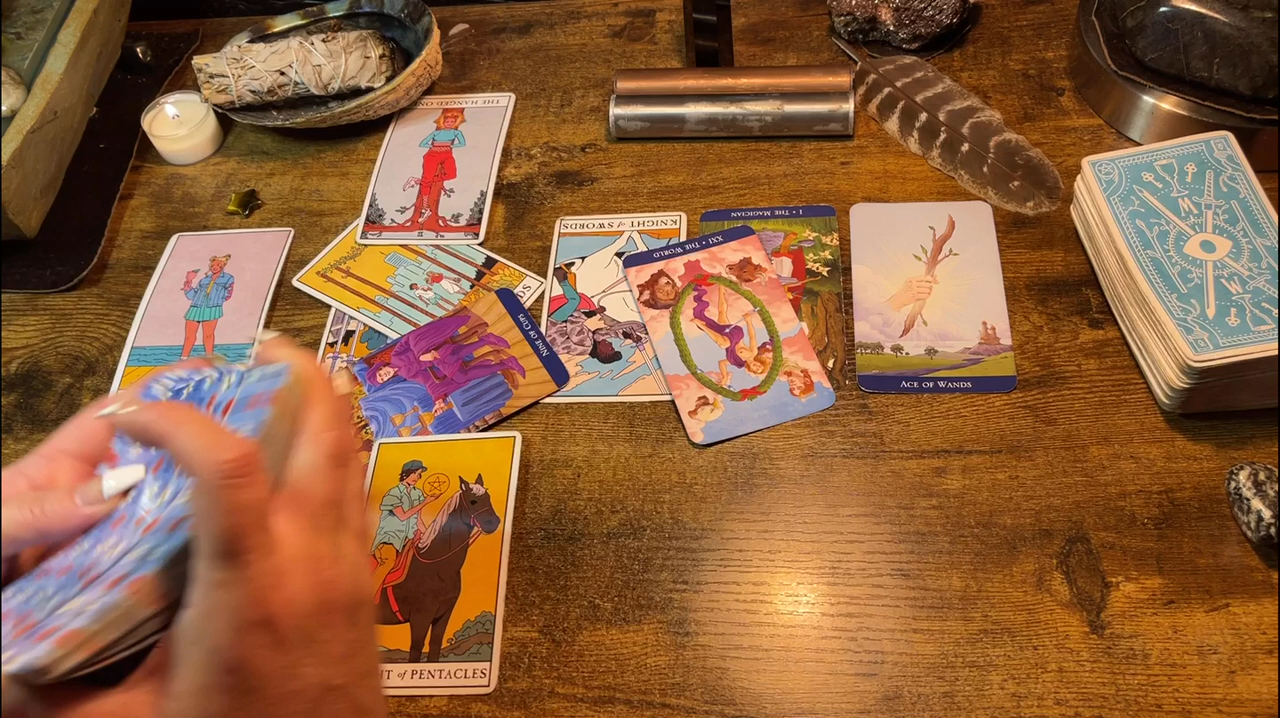 THE HANGED ONE
KNIGHT of SWORDS
I • THE MAGICIAN
XXI • THE WORLD
NINE OF CUPS
ACE OF WANDS
M
W
HT of PENTACLES